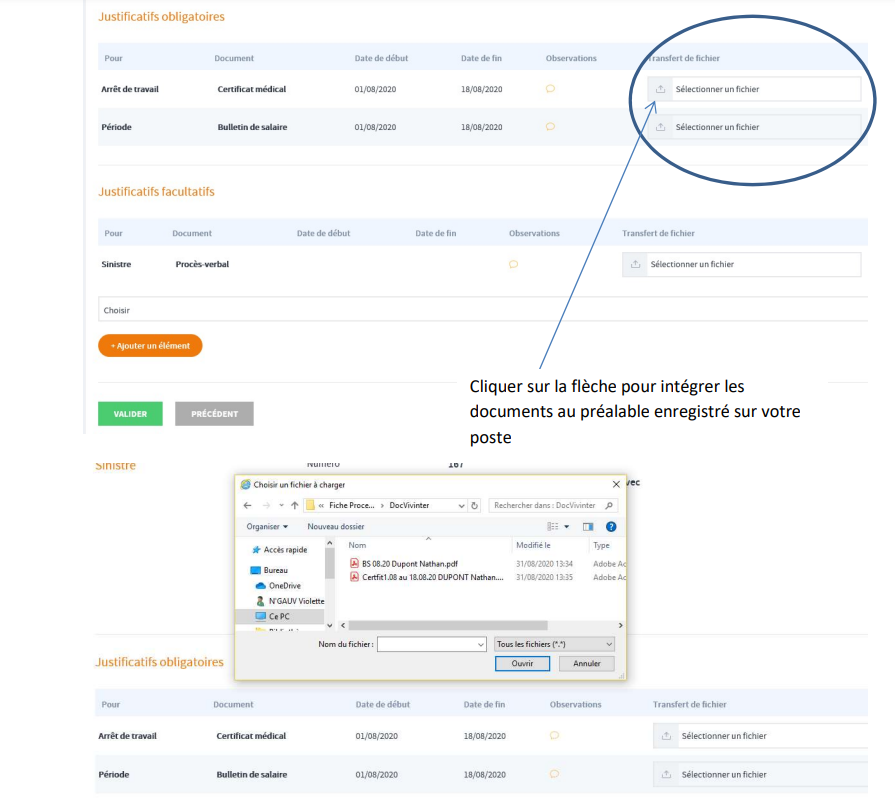 Justificatifs obligatoires
Pour Document Date de début Date de fin Observations Transfert de fichier
Arrêt de travail Certificat médical 01/08/2020 18/08/2020 Sélectionner un fichier
Période Bulletin de salaire 01/08/2020 18/08/2020 Sélectionner un fichier
Justificatifs facultatifs
Pour Document Date de début Date de fin Observations Transfert de fichier
Sinistre Procès-verbal Sélectionner un fichier
Choisir
+ Ajouter un élément
Cliquer sur la flèche pour intégrer les
documents au préalable enregistré sur votre
poste
VALIDER PRÉCÉDENT
Sinistre Numéro 167
Choisir un fichier à charger
vec
« Fiche Proce... > DocVivinter Rechercher dans : DocVivinter
Organiser Nouveau dossier
Nom Modifié le Type
Accès rapide
BS 08.20 Dupont Nathan.pdf 31/08/2020 13:34 Adobe Ac
Bureau
Certfit1.08 au 18.08.20 DUPONT Nathan.... 31/08/2020 13:35 Adobe Ac
OneDrive
N'GAUV Violette
Ce PC
Nom du fichier : Tous les fichiers (*.*)
Ouvrir Annuler
Justificatifs obligatoires
Pour Document Date de début Date de fin Observations Transfert de fichier
Arrêt de travail Certificat médical 01/08/2020 18/08/2020 Sélectionner un fichier
Période Bulletin de salaire 01/08/2020 18/08/2020 Sélectionner un fichier